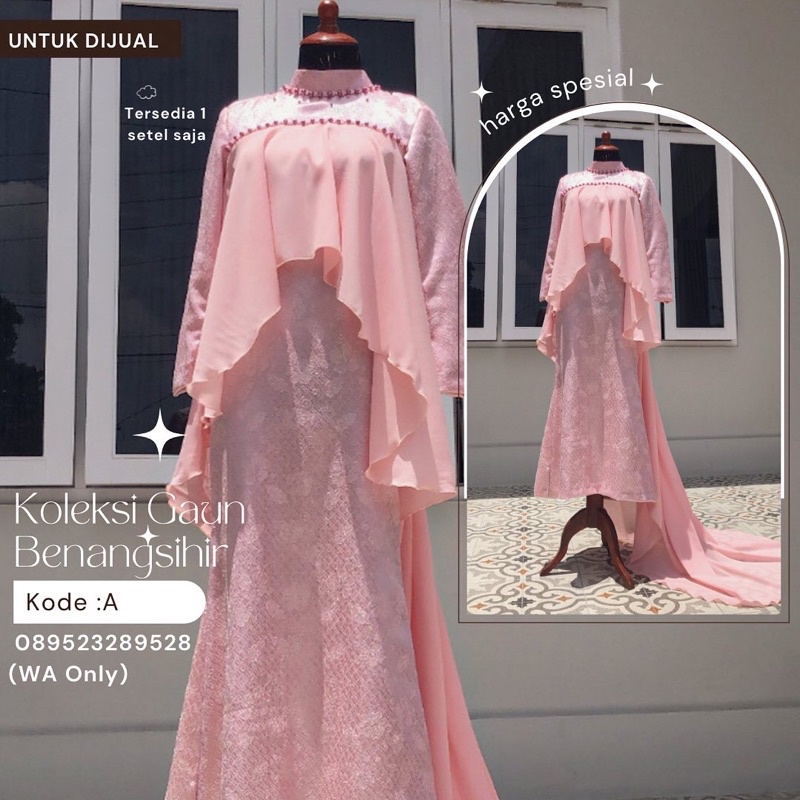 UNTUK DIJUAL
Tersedia 1
setel saja
harga spesial
Koleksi Gaun
Benangsihir
Kode :A
089523289528
(WA Only)